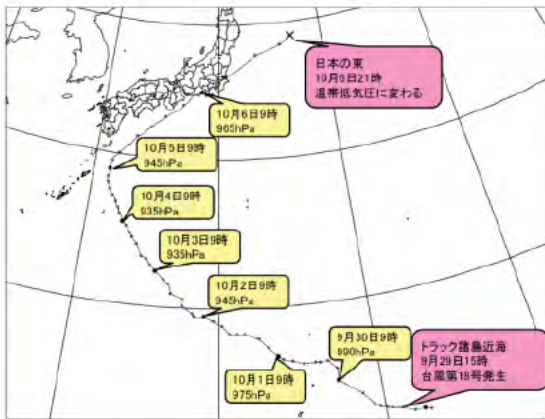 日本の東
10月6日21時
温帯低気圧に変わる
10月6日9時
965hPa
10月5日9時
945hPa
10月4日9時
935hPa
10月3日9時
935hPa
10月2日9時
945hPa
9月30日9時
990hPa
トラック諸島近海
9月29日15時
台風第18号発生
10月1日9時
975hPa